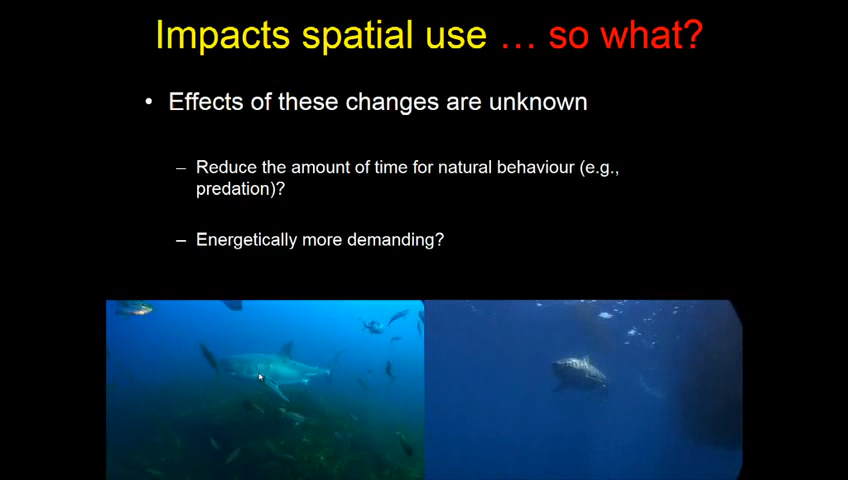 Impacts spatial use … so what?
• Effects of these changes are unknown
– Reduce the amount of time for natural behaviour (e.g.,
predation)?
– Energetically more demanding?